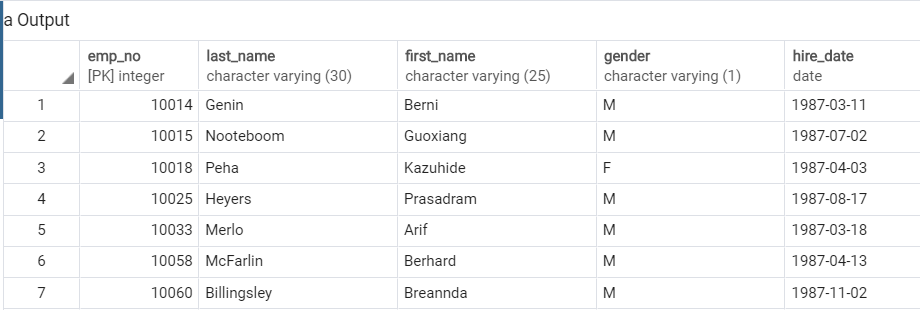 a Output
emp_no last_name first_name gender hire_date
[PK] integer character varying (30) character varying (25) character varying (1) date
1 10014 Genin Berni M 1987-03-11
2 10015 Nooteboom Guoxiang M 1987-07-02
3 10018 Peha Kazuhide F 1987-04-03
4 10025 Heyers Prasadram M 1987-08-17
5 10033 Merlo Arif M 1987-03-18
6 10058 McFarlin Berhard M 1987-04-13
7 10060 Billingsley Breannda M 1987-11-02